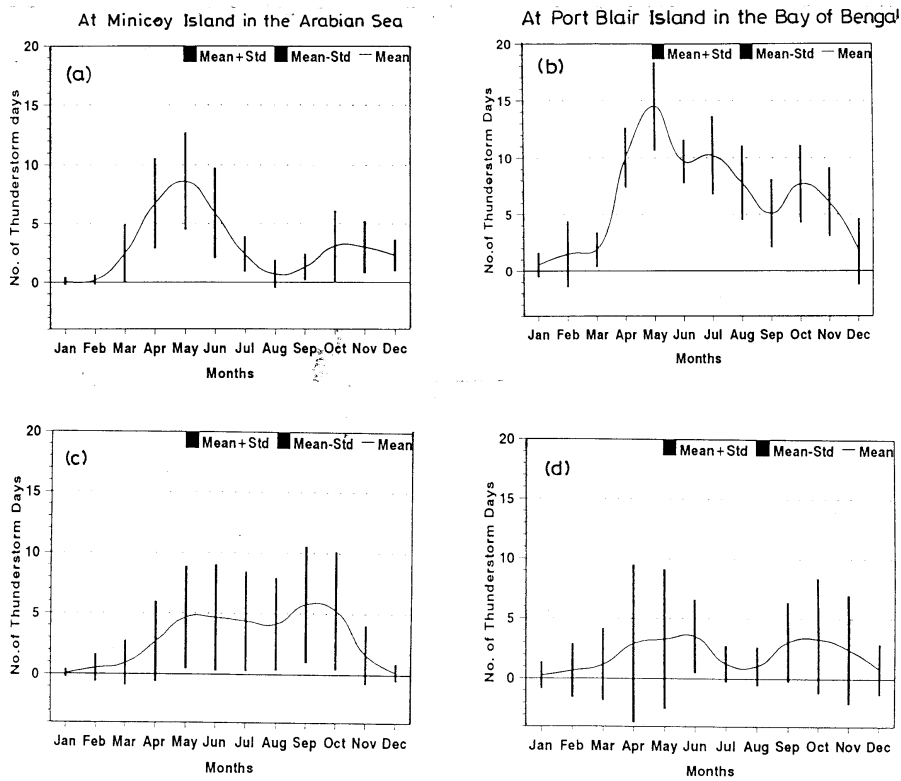 At Minicoy Island in the Arabian Sea
20
15
10
5
0
No. of Thunderstorm days
(a)
Mean+Std Mean-Std Mean
Jan Feb Mar Apr May Jun Jul Aug Sep Oct Nov Dec
Months
At Port Blair Island in the Bay of Bengal
20
15
10
5
0
No.of Thunderstorm Days
(b)
Mean+Std Mean-Std Mean
Jan Feb Mar Apr May Jun Jul Aug Sep Oct Nov Dec
Months
20
15
10
5
0
No.of Thunderstorm Days
(c)
Mean+Std Mean-Std Mean
Jan Feb Mar Apr May Jun Jul Aug Sep Oct Nov Dec
Months
20
15
10
5
0
No.of Thunderstorm Days
(d)
Mean+Std Mean-Std Mean
Jan Feb Mar Apr May Jun Jul Aug Sep Oct Nov Dec
Months